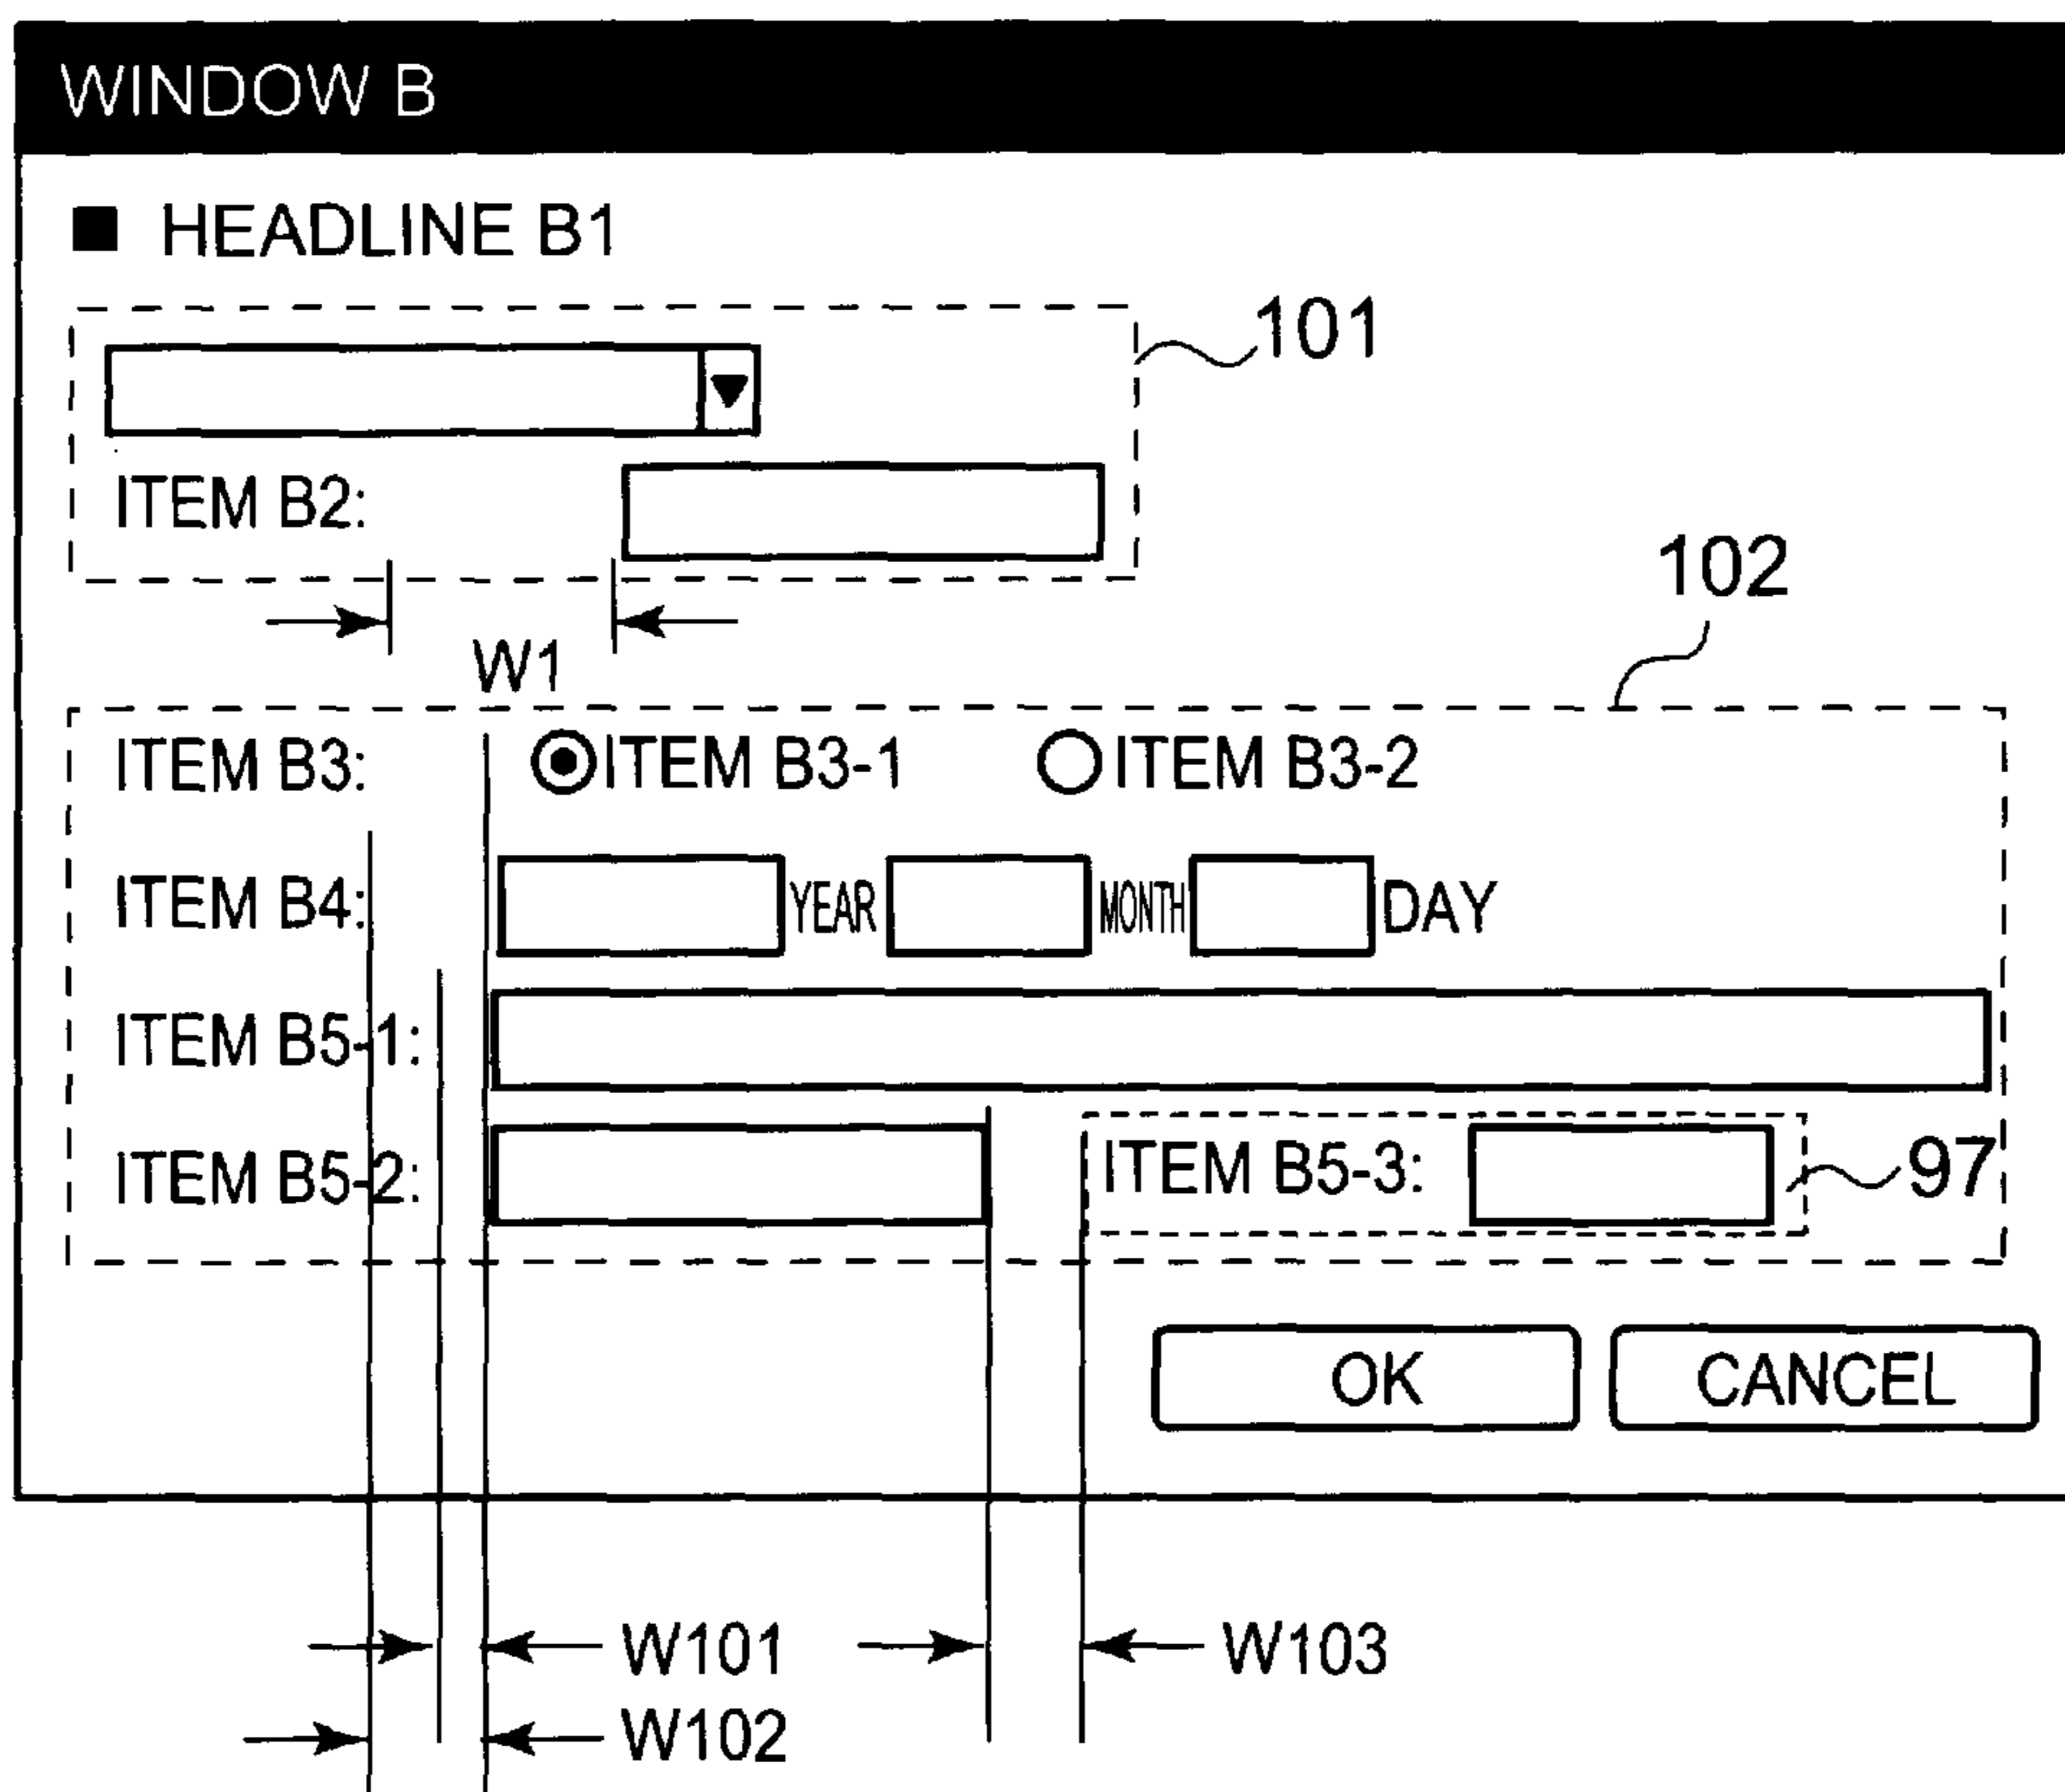 WINDOW B
■ HEADLINE B1
101
ITEM B2:
102
W1
ITEM B3: ITEM B3-1 ITEM B3-2
ITEM B4: YEAR MONTH DAY
ITEM B5-1:
ITEM B5-2: ITEM B5-3: 97
OK CANCEL
W101 W103
W102